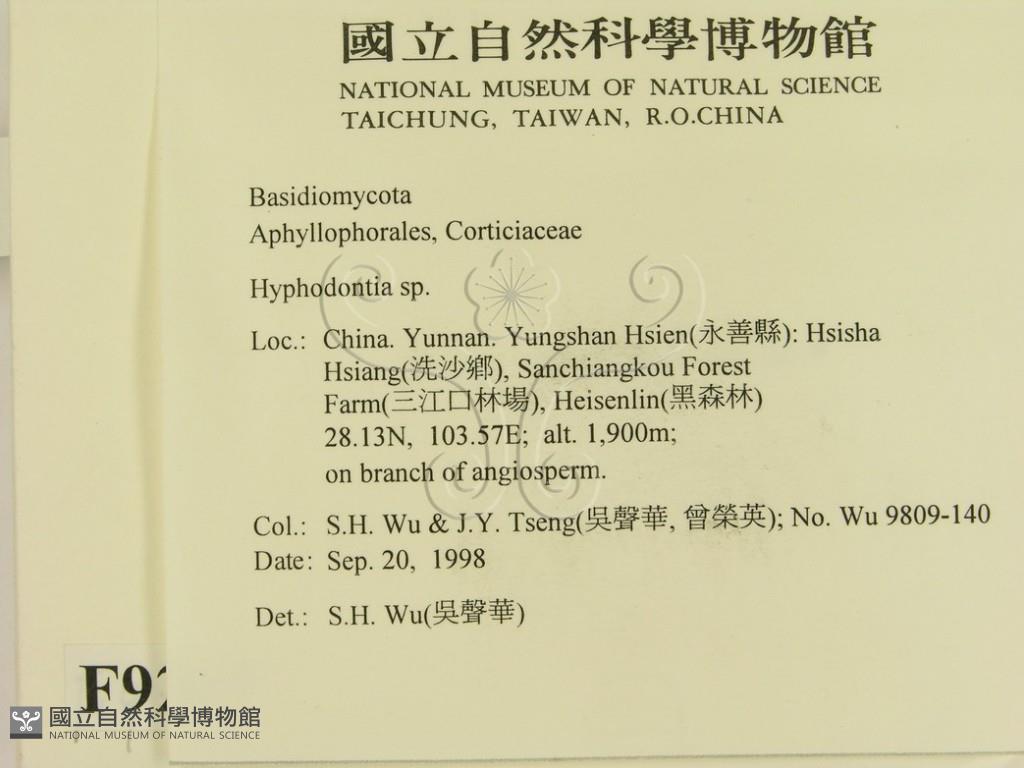 國立自然科學博物館
NATIONAL MUSEUM OF NATURAL SCIENCE
TAICHUNG, TAIWAN, R.O.CHINA
Basidiomycota
Aphyllophorales, Corticiaceae
Hyphodontia sp.
Loc.: China. Yunnan. Yungshan Hsien(永善縣): Hsisha
Hsiang(洗沙鄉), Sanchiangkou Forest
Farm(三江口林場), Heisenlin(黑森林)
28.13N, 103.57E; alt. 1,900m;
on branch of angiosperm.
Col.: S.H. Wu & J.Y. Tseng(吳聲華, 曾榮英); No. Wu 9809-140
Date: Sep. 20, 1998
Det.: S.H. Wu(吳聲華)
F92
國立自然科學博物館
NATIONAL MUSEUM OF NATURAL SCIENCE